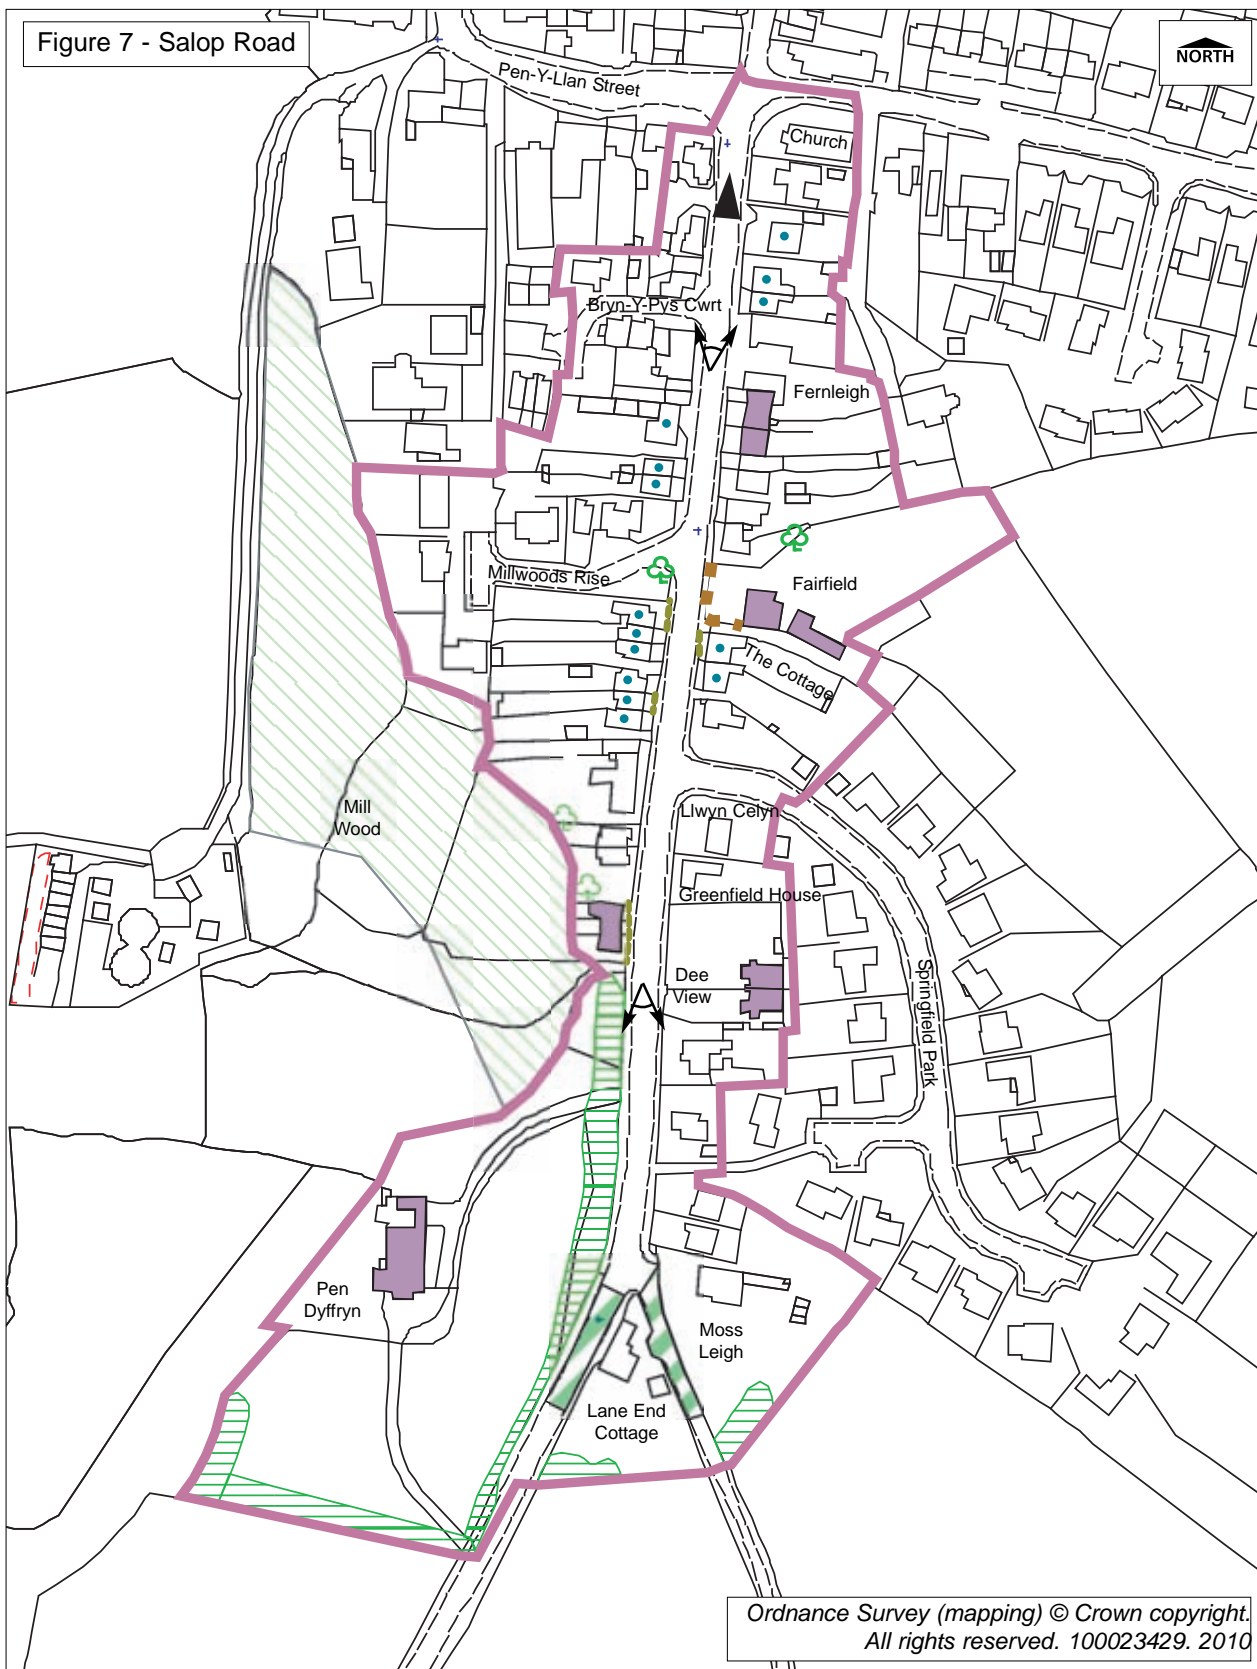 Figure 7 - Salop Road
NORTH
Pen-Y-Llan Street
Church
Bryn-Y-Pys Cwrt
Fernleigh
Millwoods Rise
Fairfield
The Cottage
Mill
Wood
Llwyn Celyn
Greenfield House
Dee
View
Springfield Park
Pen
Dyffryn
Moss
Leigh
Lane End
Cottage
Ordnance Survey (mapping) © Crown copyright.
All rights reserved. 100023429. 2010